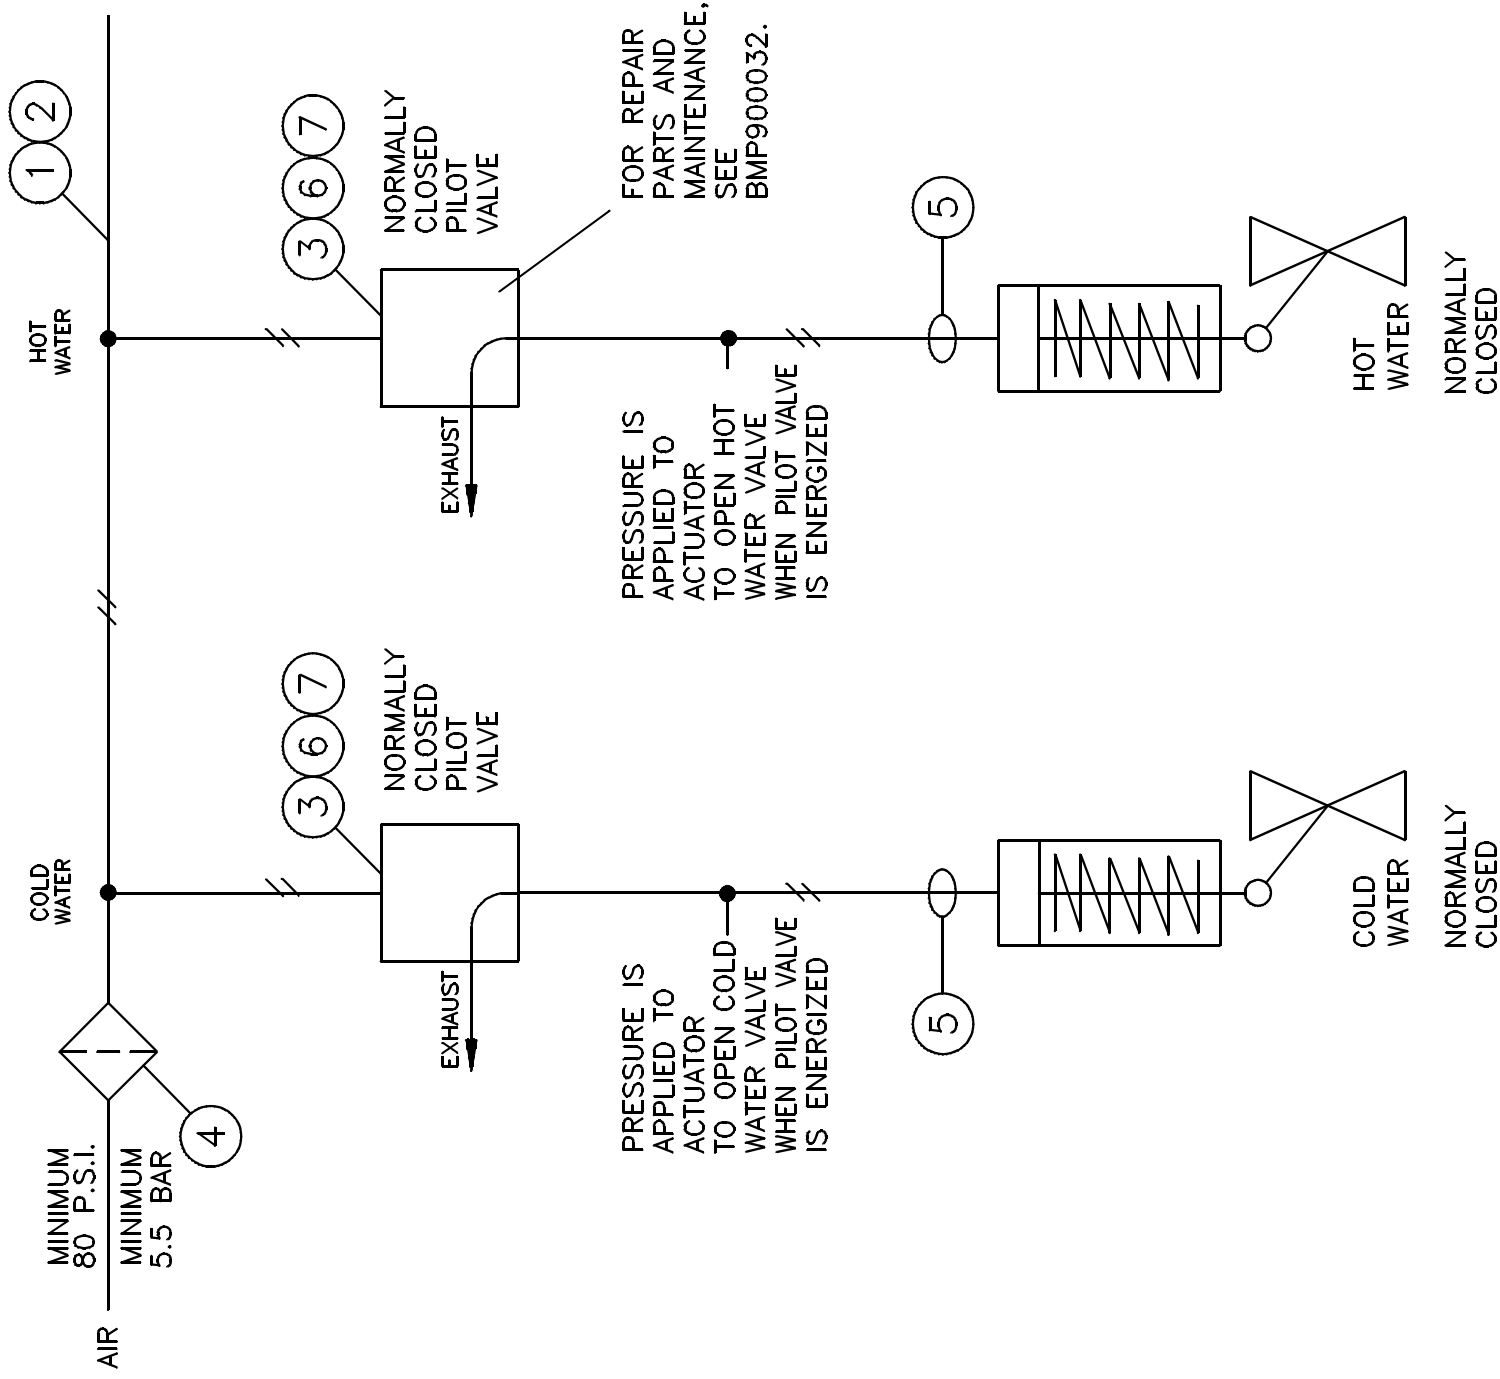 AIR
MINIMUM
80 P.S.I.
MINIMUM
5.5 BAR
4
COLD
WATER
HOT
WATER
1 2
3 6 7
NORMALLY
CLOSED
PILOT
VALVE
EXHAUST
3 6 7
NORMALLY
CLOSED
PILOT
VALVE
EXHAUST
FOR REPAIR
PARTS AND
MAINTENANCE,
SEE
BMP900032.
PRESSURE IS
APPLIED TO
ACTUATOR
TO OPEN COLD
WATER VALVE
WHEN PILOT VALVE
IS ENERGIZED
PRESSURE IS
APPLIED TO
ACTUATOR
TO OPEN HOT
WATER VALVE
WHEN PILOT VALVE
IS ENERGIZED
5
5
COLD
WATER
NORMALLY
CLOSED
HOT
WATER
NORMALLY
CLOSED